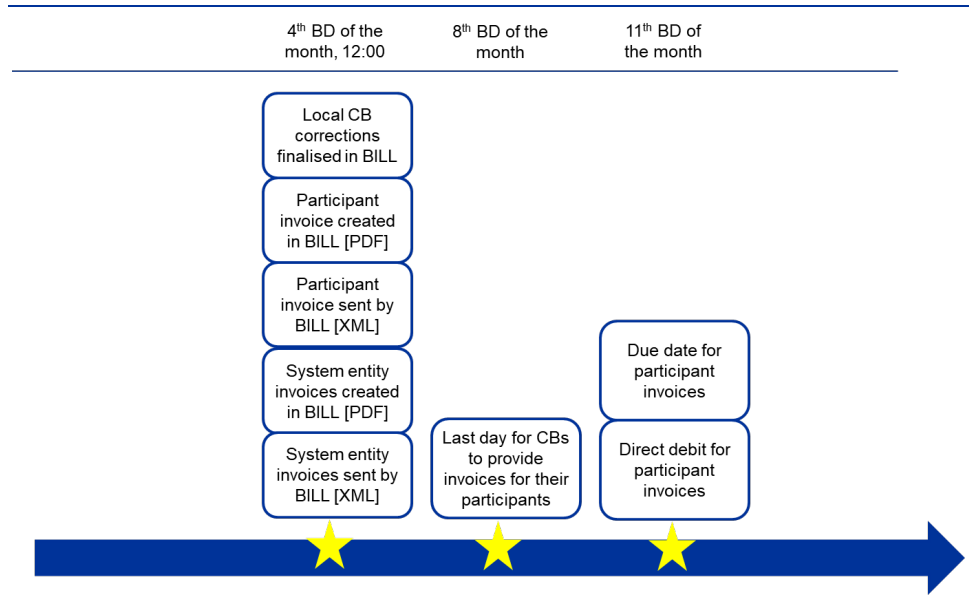 4th BD of the
month, 12:00
8th BD of the
month
11th BD of
the month
Local CB
corrections
finalised in BILL
Participant
invoice created
in BILL [PDF]
Participant
invoice sent by
BILL [XML]
System entity
invoices created
in BILL [PDF]
System entity
invoices sent by
BILL [XML]
Last day for CBs
to provide
invoices for their
participants
Due date for
participant
invoices
Direct debit for
participant
invoices